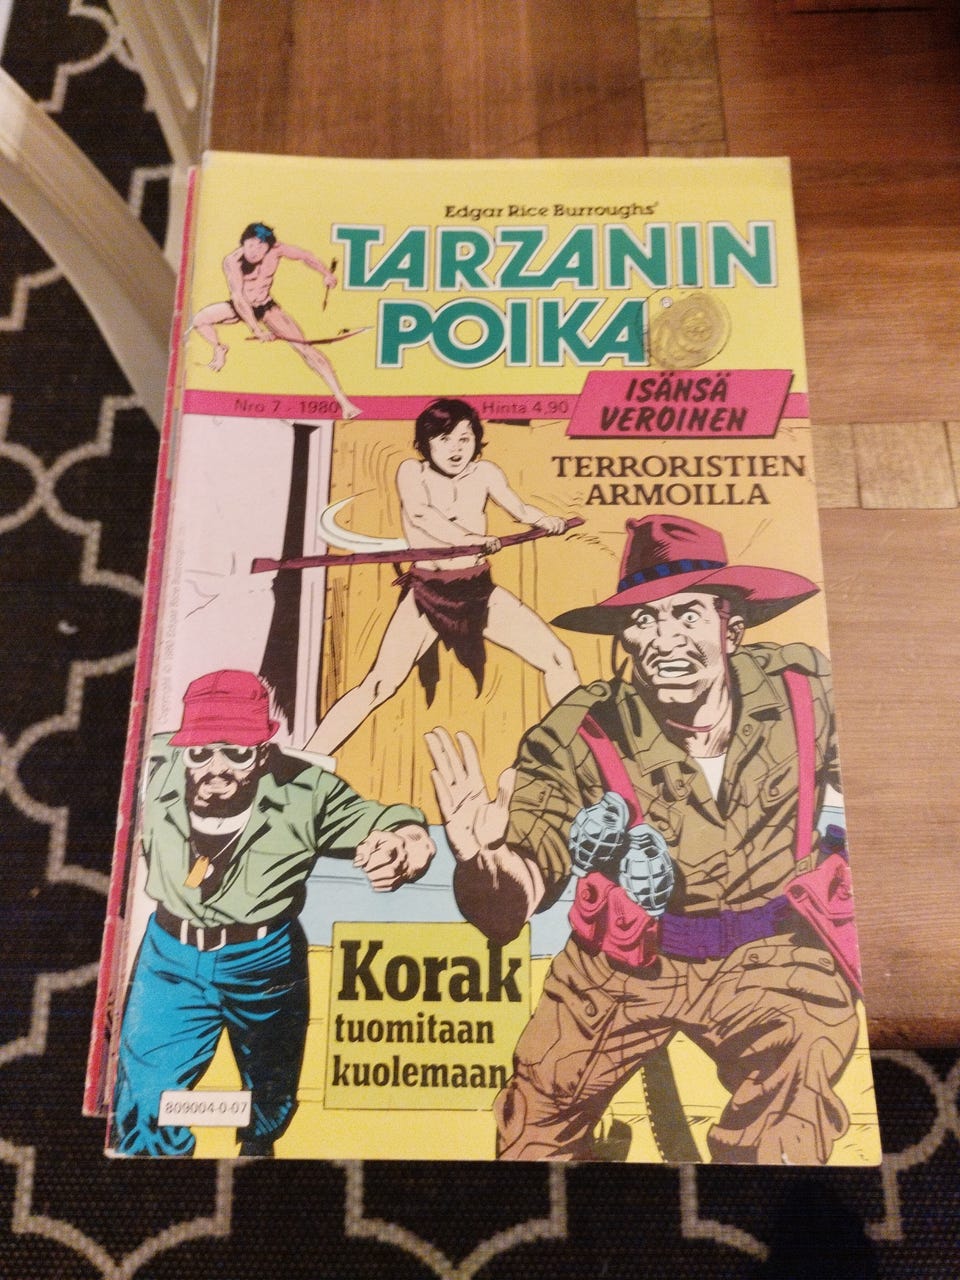 Edgar Rice Burroughs'
TARZANIN
POIKA
Nro 7 - 1980
Hinta 4,90
ISÄNSÄ
VEROINEN
TERRORISTIEN
ARMOILLA
Korak
tuomitaan
kuolemaan
809004-0-07